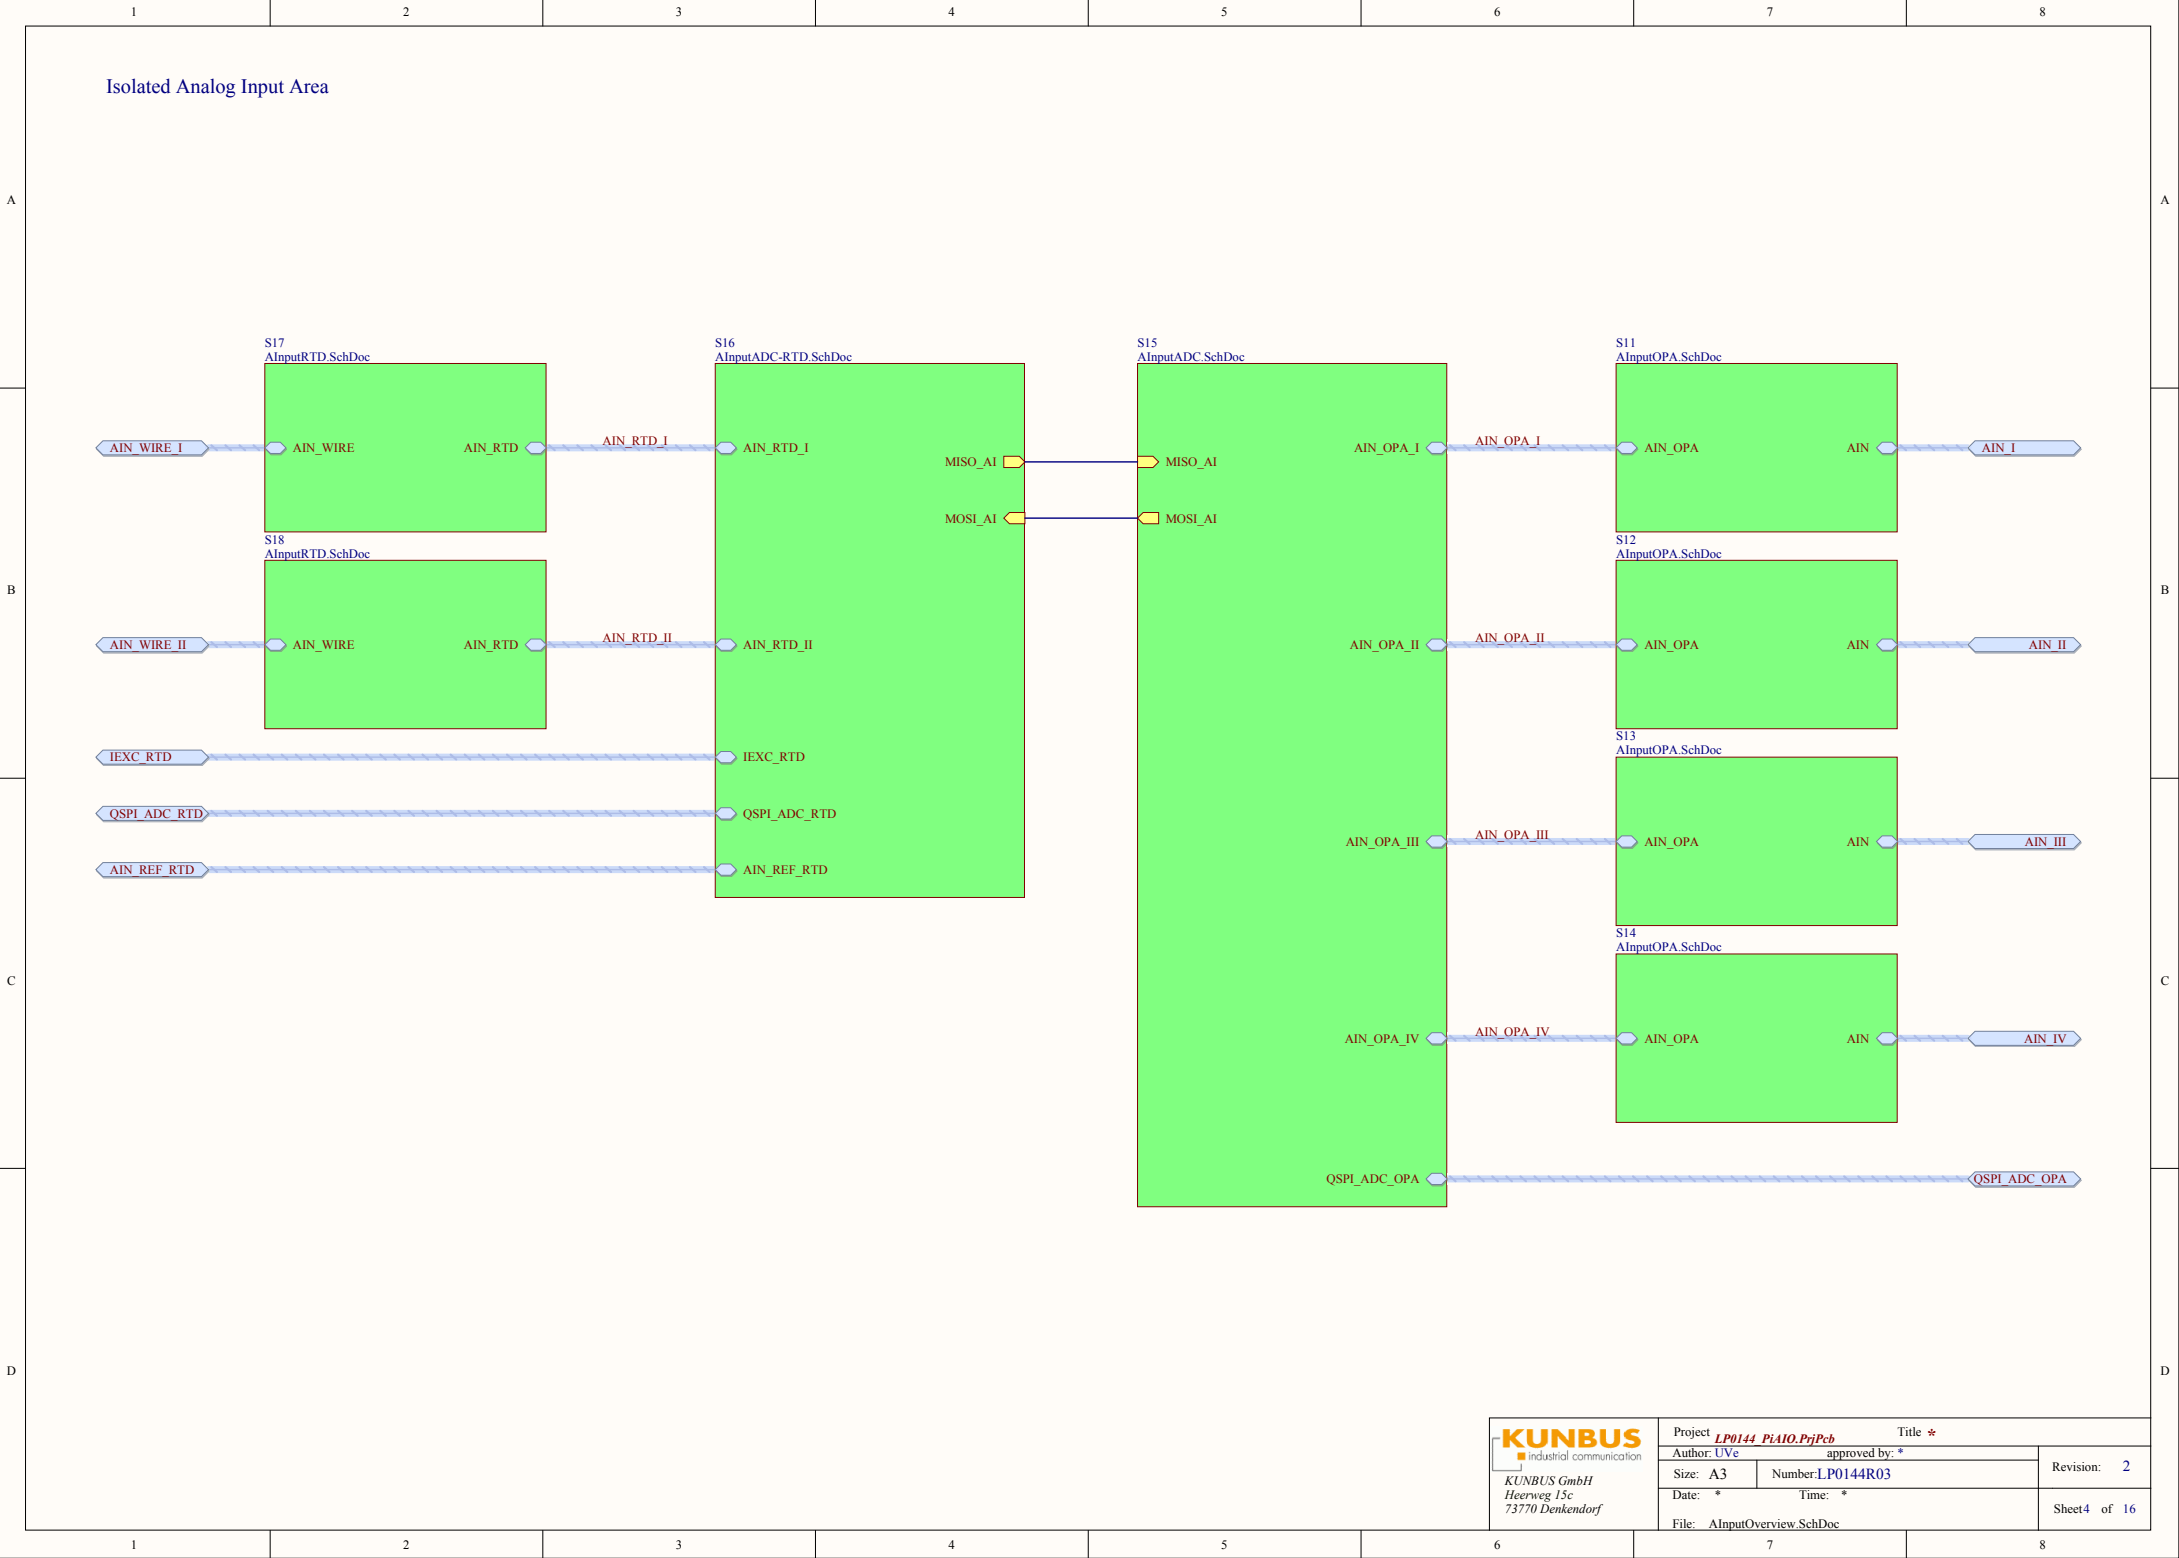 1 2 3 4 5 6 7 8
Isolated Analog Input Area
A A
S17 S16 S15 S11
AInputRTD.SchDoc AInputADC-RTD.SchDoc AInputADC.SchDoc AInputOPA.SchDoc
AIN_WIRE_I AIN_WIRE AIN_RTD AIN_RTD_I AIN_RTD_I AIN_OPA_I AIN_OPA_I AIN_OPA AIN AIN_I
MISO_AI MISO_AI
MOSI_AI MOSI_AI
S18 S12
AInputRTD.SchDoc AInputOPA.SchDoc
B B
AIN_WIRE_II AIN_WIRE AIN_RTD AIN_RTD_II AIN_RTD_II AIN_OPA_II AIN_OPA_II AIN_OPA AIN AIN_II
S13
AInputOPA.SchDoc
IEXC_RTD IEXC_RTD
QSPI_ADC_RTD QSPI_ADC_RTD
AIN_OPA_III AIN_OPA_III AIN_OPA AIN AIN_III
AIN_REF_RTD AIN_REF_RTD
S14
AInputOPA.SchDoc
C C
AIN_OPA_IV AIN_OPA_IV AIN_OPA AIN AIN_IV
QSPI_ADC_OPA QSPI_ADC_OPA
D D
KUNBUS
industrial communication
KUNBUS GmbH
Heerweg 15c
73770 Denkendorf
Project LP0144_PiAIO.PrjPcb Title *
Author: UVe approved by: *
Size: A3 Number:LP0144R03 Revision: 2
Date: * Time: *
Sheet4 of 16
File: AInputOverview.SchDoc
1 2 3 4 5 6 7 8